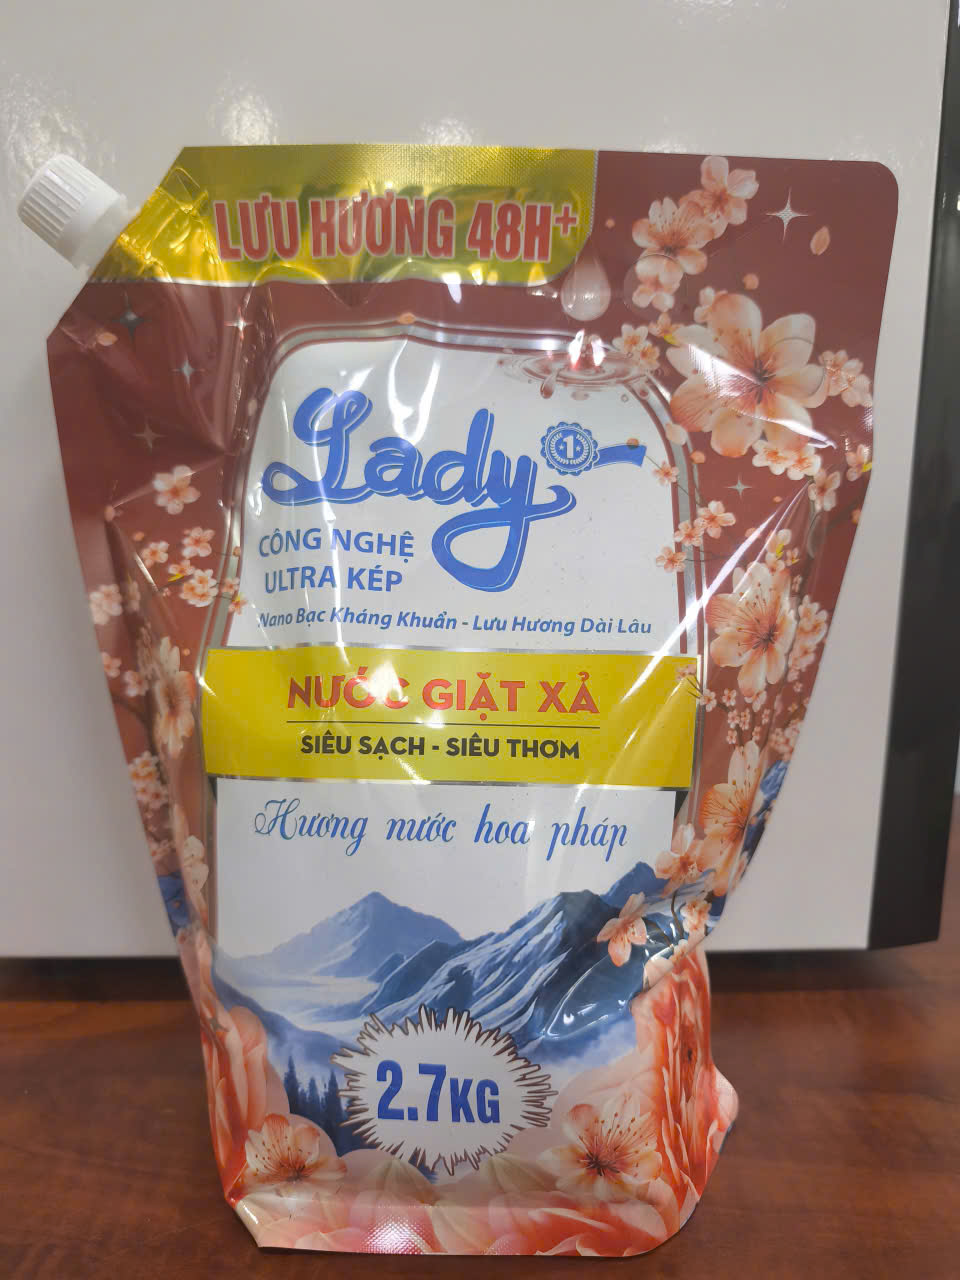 LƯU HƯƠNG 48H+
Lady
1
CÔNG NGHỆ
ULTRA KÉP
Nano Bạc Kháng Khuẩn - Lưu Hương Dài Lâu
NƯỚC GIẶT XẢ
SIÊU SẠCH - SIÊU THƠM
Hương nước hoa pháp
2.7KG